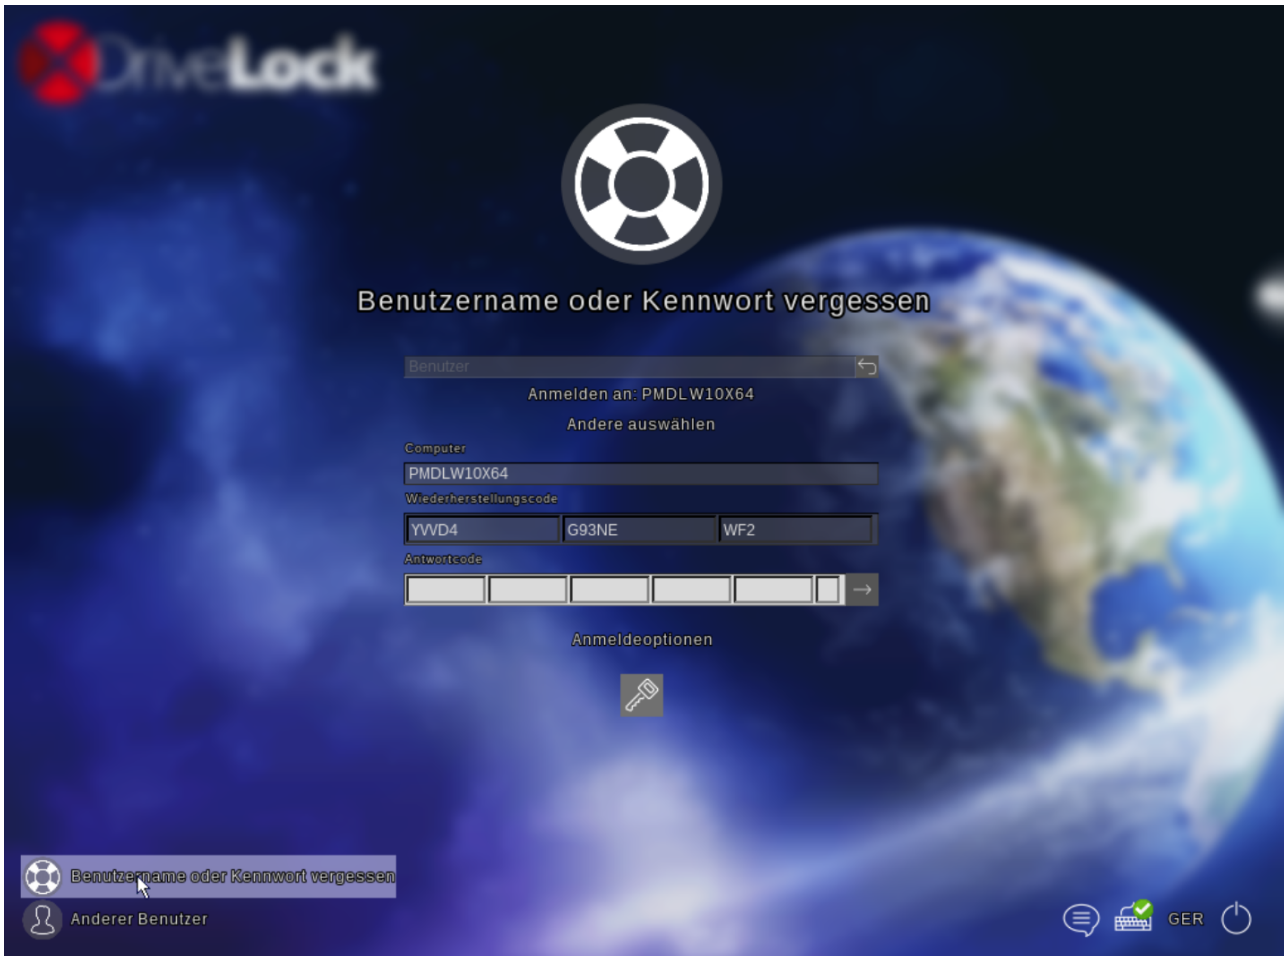 DriveLock
Benutzername oder Kennwort vergessen
Benutzer
Anmelden an: PMDLW10X64
Andere auswählen
Computer
PMDLW10X64
Wiederherstellungscode
YVVD4 G93NE WF2
Antwortcode
Anmeldeoptionen
Benutzername oder Kennwort vergessen
Anderer Benutzer
GER